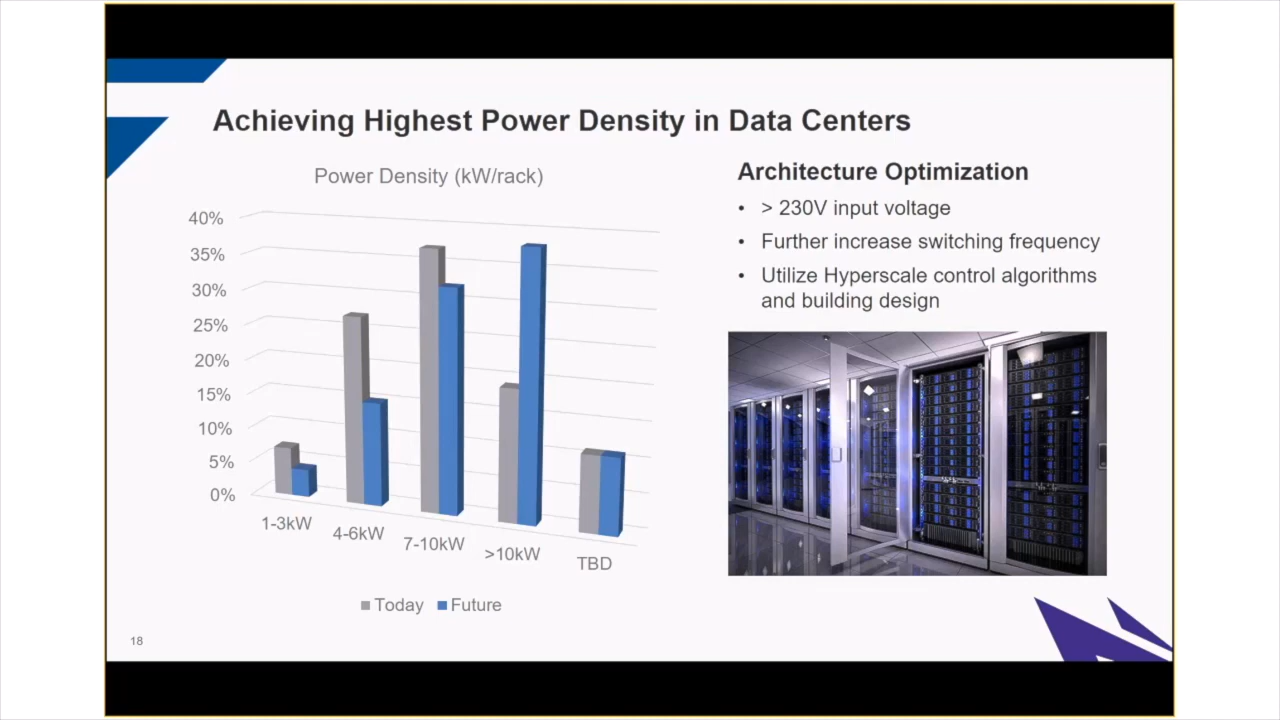 Achieving Highest Power Density in Data Centers
Power Density (kW/rack)
40%
35%
30%
25%
20%
15%
10%
5%
0%
1-3kW
4-6kW
7-10kW
>10kW
TBD
Today
Future
Architecture Optimization
• > 230V input voltage
• Further increase switching frequency
• Utilize Hyperscale control algorithms
and building design
18